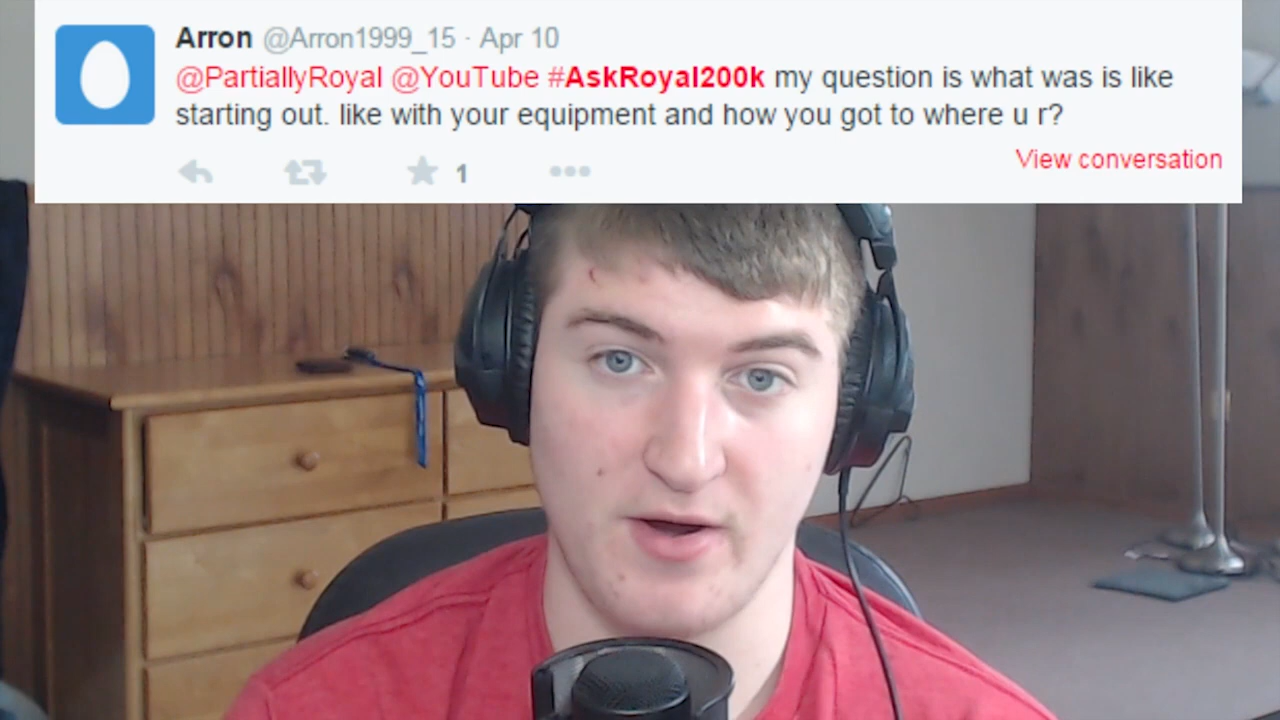 Arron @Arron1999_15 · Apr 10
@PartiallyRoyal @YouTube #AskRoyal200k my question is what was is like
starting out. like with your equipment and how you got to where u r?
1
View conversation